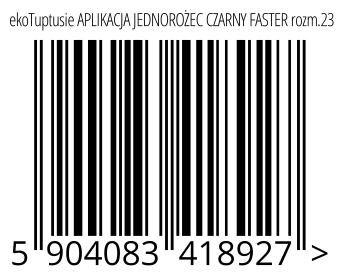 ekoTuptusie APLIKACJA JEDNOROŻEC CZARNY FASTER rozm.23
5 904083 418927 >